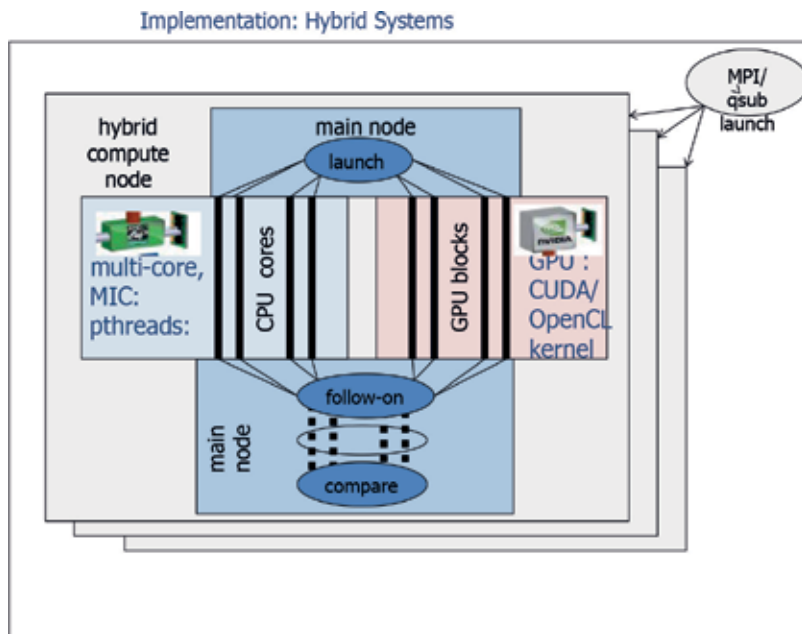 Implementation: Hybrid Systems
MPI/
qsub
launch
hybrid
compute
node
main node
launch
multi-core,
MIC:
pthreads:
CPU cores
GPU blocks
NVIDIA
GPU :
CUDA/
OpenCL
kernel
follow-on
main
node
compare